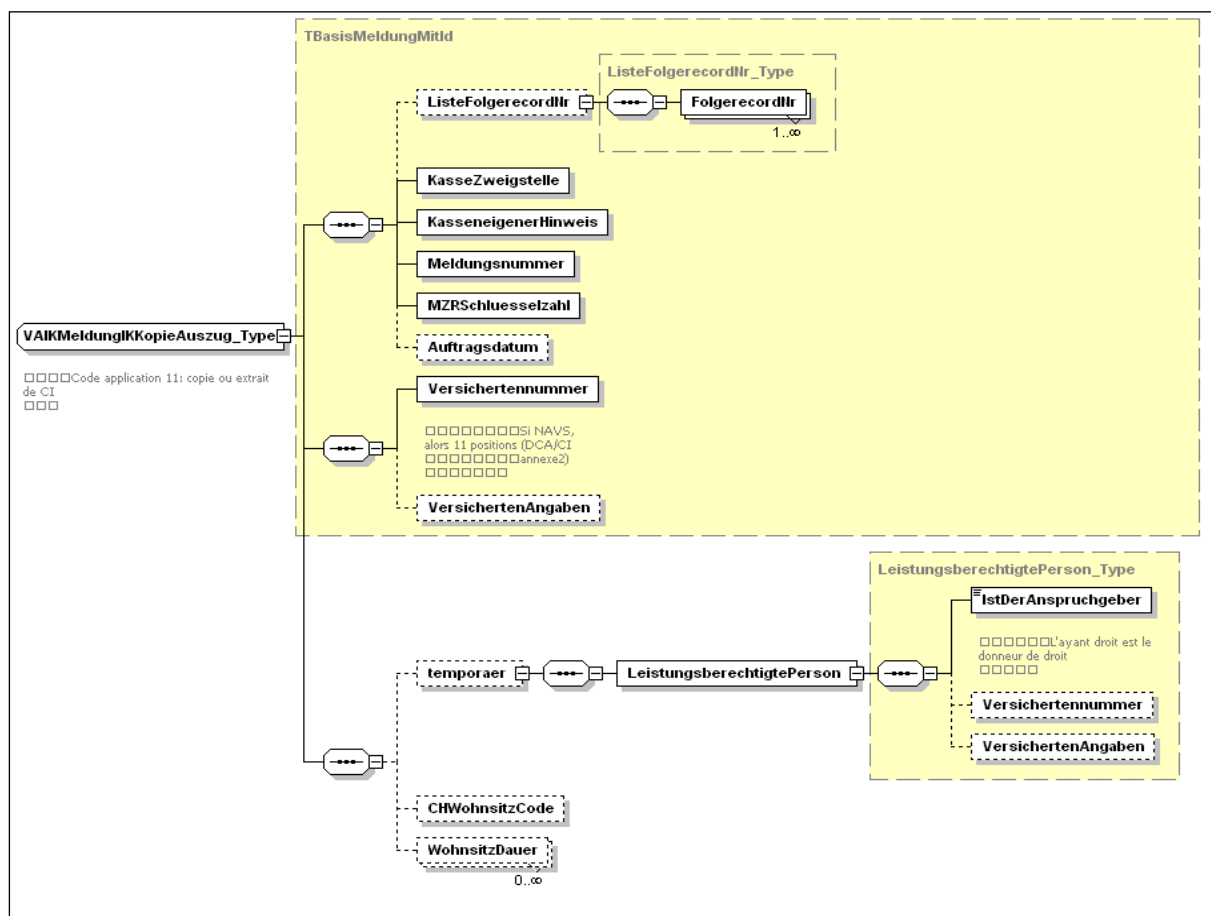 TBasisMeldungMitId
ListeFolgerecordNr_Type
ListeFolgerecordNr
FolgerecordNr
1..∞
KasseZweigstelle
KasseneigenerHinweis
Meldungsnummer
MZRSchluesselzahl
VAIKMeldungIKKopieAuszug_Type
Auftragsdatum
□□□□Code application 11: copie ou extrait
de CI
□□□
Versichertennummer
□□□□□□□□Si NAVS,
alors 11 positions (DCA/CI
□□□□□□□□annexe2)
□□□□□□□
VersichertenAngaben
LeistungsberechtigtePerson_Type
IstDerAnspruchgeber
□□□□□□L'ayant droit est le
donneur de droit
□□□□□
temporaer
LeistungsberechtigtePerson
Versichertennummer
VersichertenAngaben
CHWohnsitzCode
WohnsitzDauer
0..∞